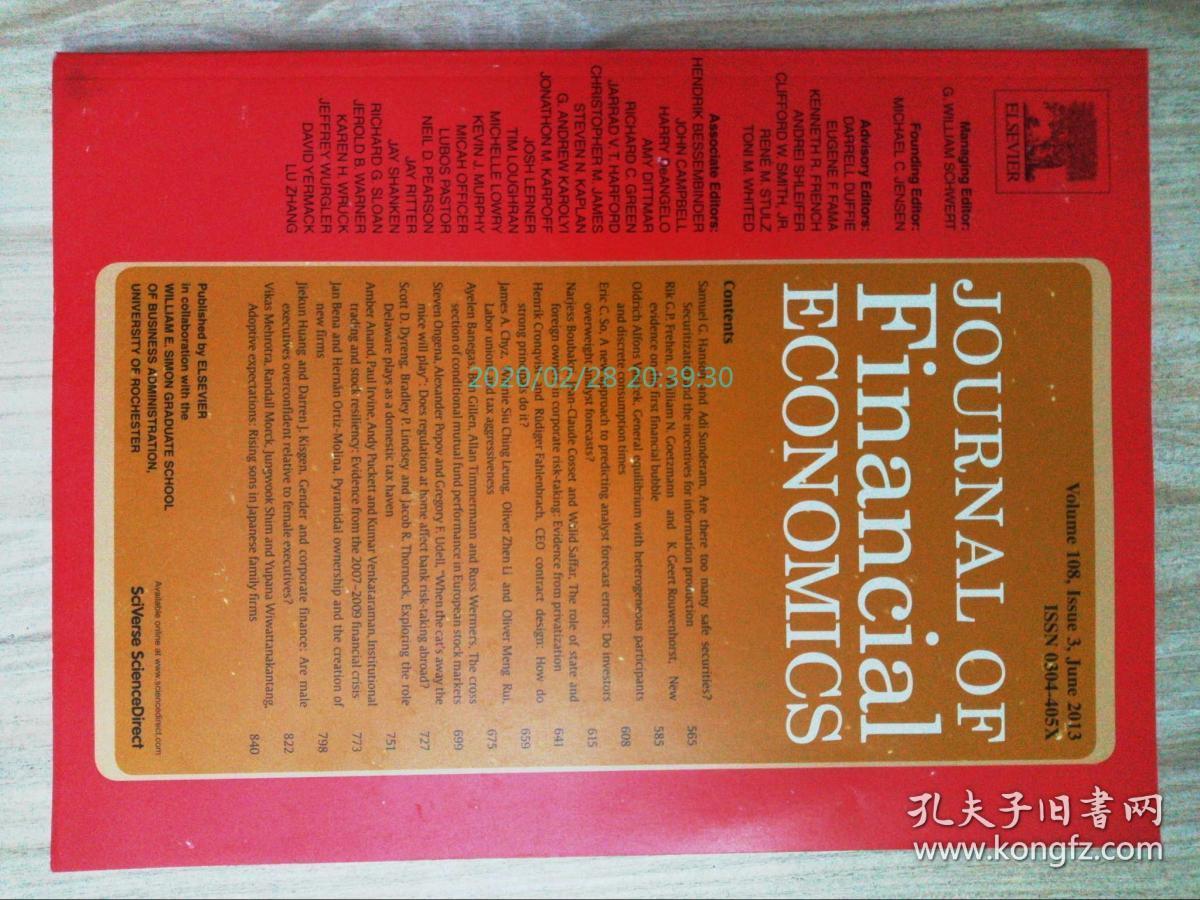 ELSEVIER
Managing Editor:
G. WILLIAM SCHWERT
Founding Editor:
MICHAEL C. JENSEN
Advisory Editors:
DARRELL DUFFIE
EUGENE F. FAMA
KENNETH R. FRENCH
ANDREI SHLEIFER
CLIFFORD W. SMITH, JR.
RENÉ M. STULZ
TONI M. WHITED
Associate Editors:
HENDRIK BESSEMBINDER
JOHN CAMPBELL
HARRY DeANGELO
AMY DITTMAR
RICHARD C. GREEN
JARRAD V. T. HARFORD
CHRISTOPHER M. JAMES
STEVEN N. KAPLAN
G. ANDREW KAROLYI
JONATHON M. KARPOFF
JOSH LERNER
TIM LOUGHRAN
MICHELLE LOWRY
KEVIN J. MURPHY
MICAH OFFICER
LUBOS PASTOR
NEIL D. PEARSON
JAY RITTER
JAY SHANKEN
RICHARD G. SLOAN
JEROLD B. WARNER
KAREN H. WRUCK
JEFFREY WURGLER
DAVID YERMACK
LU ZHANG
Volume 108, Issue 3, June 2013
ISSN 0304-405X
JOURNAL OF
Financial
ECONOMICS
Contents
Samuel G. Hanson and Adi Sunderam, Are there too many safe securities?
Securitization and the incentives for information production 565
Rik G.P. Frehen, William N. Goetzmann and K. Geert Rouwenhorst, New
evidence on the first financial bubble 585
Oldrich Alfons Vasicek, General equilibrium with heterogeneous participants
and discrete consumption times 608
Eric C. So, A new approach to predicting analyst forecast errors: Do investors
overweight analyst forecasts? 615
Narjess Boubakri, Jean-Claude Cosset and Walid Saffar, The role of state and
foreign owners in corporate risk-taking: Evidence from privatization 641
Henrik Cronqvist and Rüdiger Fahlenbrach, CEO contract design: How do
strong principals do it? 659
James A. Chyz, Winnie Siu Ching Leung, Oliver Zhen Li and Oliver Meng Rui,
Labor unions and tax aggressiveness 675
Ayelen Banegas, Ben Gillen, Allan Timmermann and Russ Wermers, The cross
section of conditional mutual fund performance in European stock markets 699
Steven Ongena, Alexander Popov and Gregory F. Udell, "When the cat's away the
mice will play": Does regulation at home affect bank risk-taking abroad? 727
Scott D. Dyreng, Bradley P. Lindsey and Jacob R. Thornock, Exploring the role
Delaware plays as a domestic tax haven 751
Amber Anand, Paul Irvine, Andy Puckett and Kumar Venkataraman, Institutional
trading and stock resiliency: Evidence from the 2007–2009 financial crisis 773
Jan Bena and Hernán Ortiz-Molina, Pyramidal ownership and the creation of
new firms 798
Jiekun Huang and Darren J. Kisgen, Gender and corporate finance: Are male
executives overconfident relative to female executives? 822
Vikas Mehrotra, Randall Morck, Jungwook Shim and Yupana Wiwattanakantang,
Adoptive expectations: Rising sons in Japanese family firms 840
Published by ELSEVIER
in collaboration with the
WILLIAM E. SIMON GRADUATE SCHOOL
OF BUSINESS ADMINISTRATION,
UNIVERSITY OF ROCHESTER
Available online at www.sciencedirect.com
SciVerse ScienceDirect
2020/02/28 20:39:30
孔夫子旧书网
www.kongfz.com